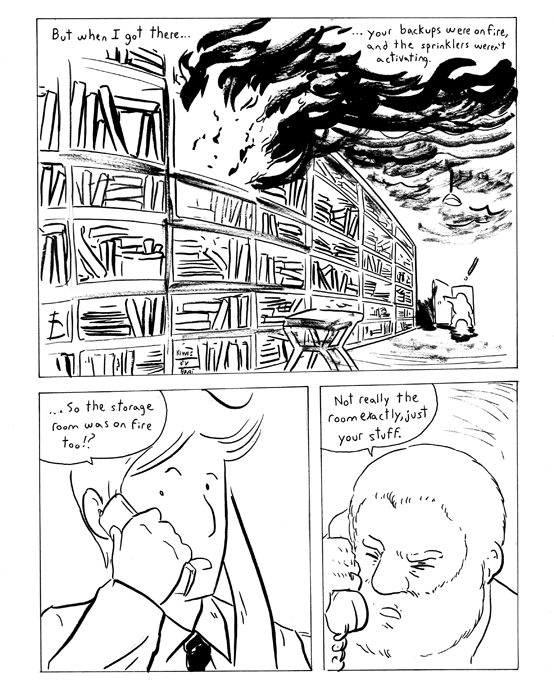 But when I got there...
... your backups were on fire,
and the sprinklers weren't
activating.
!
... So the storage
room was on fire
too!!?
Not really the
room exactly, just
your stuff.